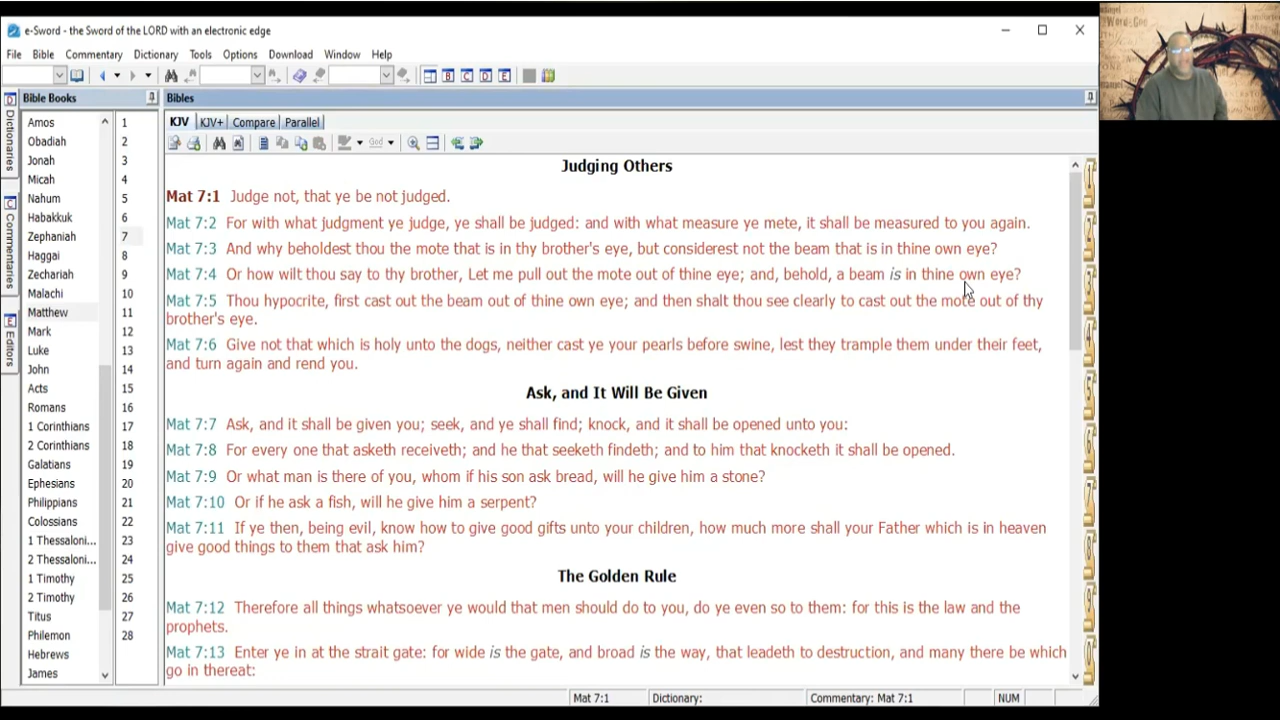 e-Sword - the Sword of the LORD with an electronic edge
File Bible Commentary Dictionary Tools Options Download Window Help
Bible Books
Bibles
Dictionaries
Commentaries
Editors
Amos 1
Obadiah 2
Jonah 3
Micah 4
Nahum 5
Habakkuk 6
Zephaniah 7
Haggai 8
Zechariah 9
Malachi 10
Matthew 11
Mark 12
Luke 13
John 14
Acts 15
Romans 16
1 Corinthians 17
2 Corinthians 18
Galatians 19
Ephesians 20
Philippians 21
Colossians 22
1 Thessaloni... 23
2 Thessaloni... 24
1 Timothy 25
2 Timothy 26
Titus 27
Philemon 28
Hebrews
James
KJV KJV+ Compare Parallel
Judging Others
Mat 7:1 Judge not, that ye be not judged.
Mat 7:2 For with what judgment ye judge, ye shall be judged: and with what measure ye mete, it shall be measured to you again.
Mat 7:3 And why beholdest thou the mote that is in thy brother's eye, but considerest not the beam that is in thine own eye?
Mat 7:4 Or how wilt thou say to thy brother, Let me pull out the mote out of thine eye; and, behold, a beam is in thine own eye?
Mat 7:5 Thou hypocrite, first cast out the beam out of thine own eye; and then shalt thou see clearly to cast out the mote out of thy
brother's eye.
Mat 7:6 Give not that which is holy unto the dogs, neither cast ye your pearls before swine, lest they trample them under their feet,
and turn again and rend you.
Ask, and It Will Be Given
Mat 7:7 Ask, and it shall be given you; seek, and ye shall find; knock, and it shall be opened unto you:
Mat 7:8 For every one that asketh receiveth; and he that seeketh findeth; and to him that knocketh it shall be opened.
Mat 7:9 Or what man is there of you, whom if his son ask bread, will he give him a stone?
Mat 7:10 Or if he ask a fish, will he give him a serpent?
Mat 7:11 If ye then, being evil, know how to give good gifts unto your children, how much more shall your Father which is in heaven
give good things to them that ask him?
The Golden Rule
Mat 7:12 Therefore all things whatsoever ye would that men should do to you, do ye even so to them: for this is the law and the
prophets.
Mat 7:13 Enter ye in at the strait gate: for wide is the gate, and broad is the way, that leadeth to destruction, and many there be which
go in thereat:
Mat 7:1 Dictionary: Commentary: Mat 7:1 NUM